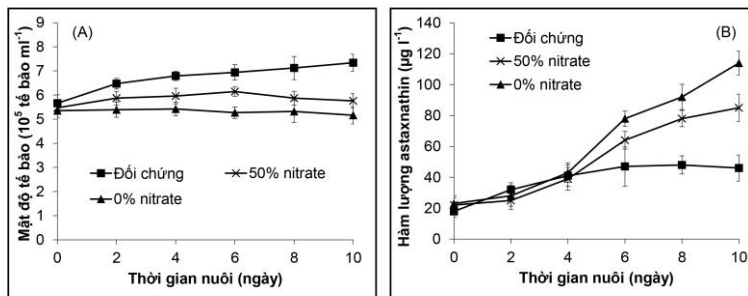 (A)
Mật độ tế bào (10⁵ tế bào ml⁻¹)
9
8
7
6
5
4
3
2
1
0
Đối chứng
50% nitrate
0% nitrate
0 2 4 6 8 10
Thời gian nuôi (ngày)
(B)
Hàm lượng astaxnathin (µg l⁻¹)
140
120
100
80
60
40
20
0
Đối chứng
50% nitrate
0% nitrate
0 2 4 6 8 10
Thời gian nuôi (ngày)